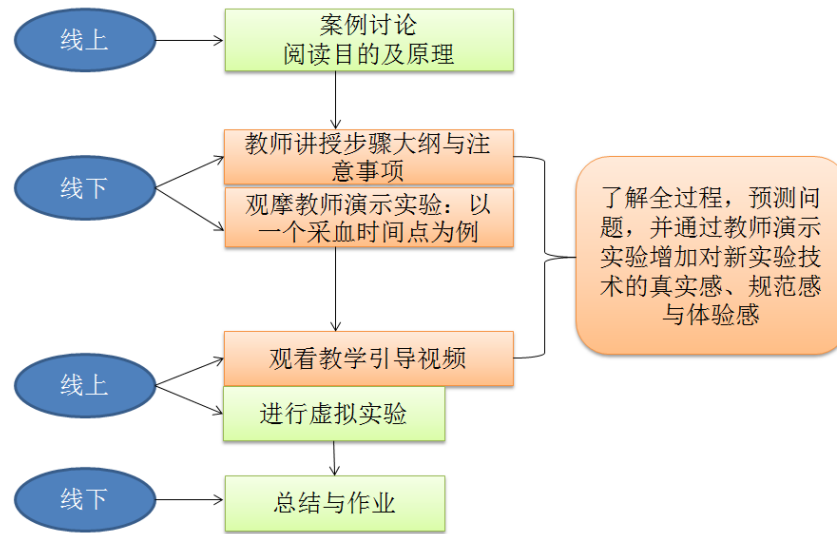 线上
案例讨论
阅读目的及原理
线下
教师讲授步骤大纲与注
意事项
观摩教师演示实验：以
一个采血时间点为例
了解全过程，预测问
题，并通过教师演示
实验增加对新实验技
术的真实感、规范感
与体验感
线上
观看教学引导视频
进行虚拟实验
线下
总结与作业